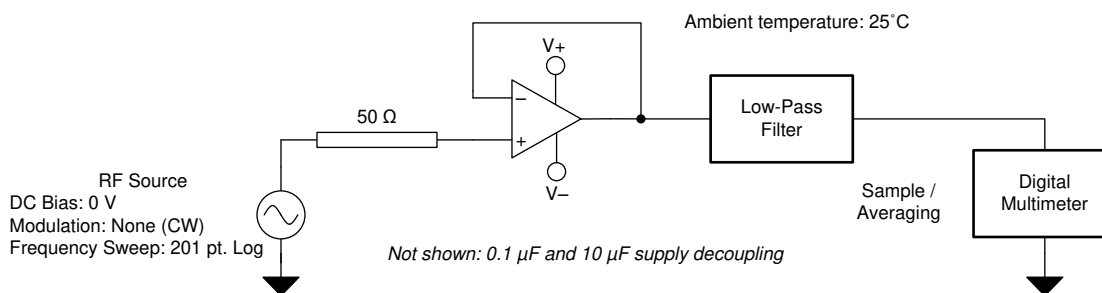 Ambient temperature: 25˚C
V+
50 Ω
–
+
Low-Pass
Filter
V–
RF Source
DC Bias: 0 V
Modulation: None (CW)
Frequency Sweep: 201 pt. Log
Sample /
Averaging
Digital
Multimeter
Not shown: 0.1 µF and 10 µF supply decoupling